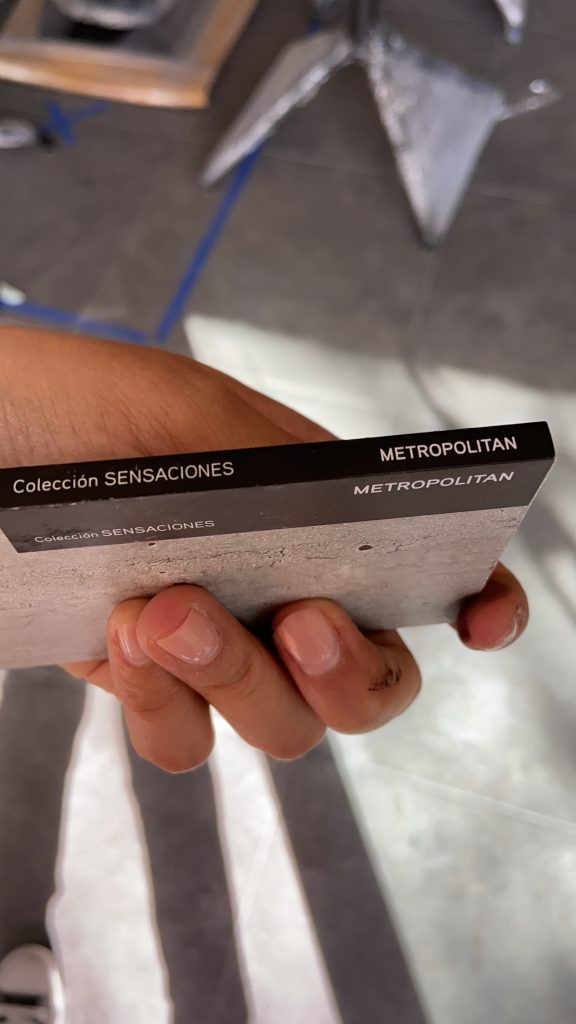 Colección SENSACIONES METROPOLITAN
METROPOLITAN
Colección SENSACIONES